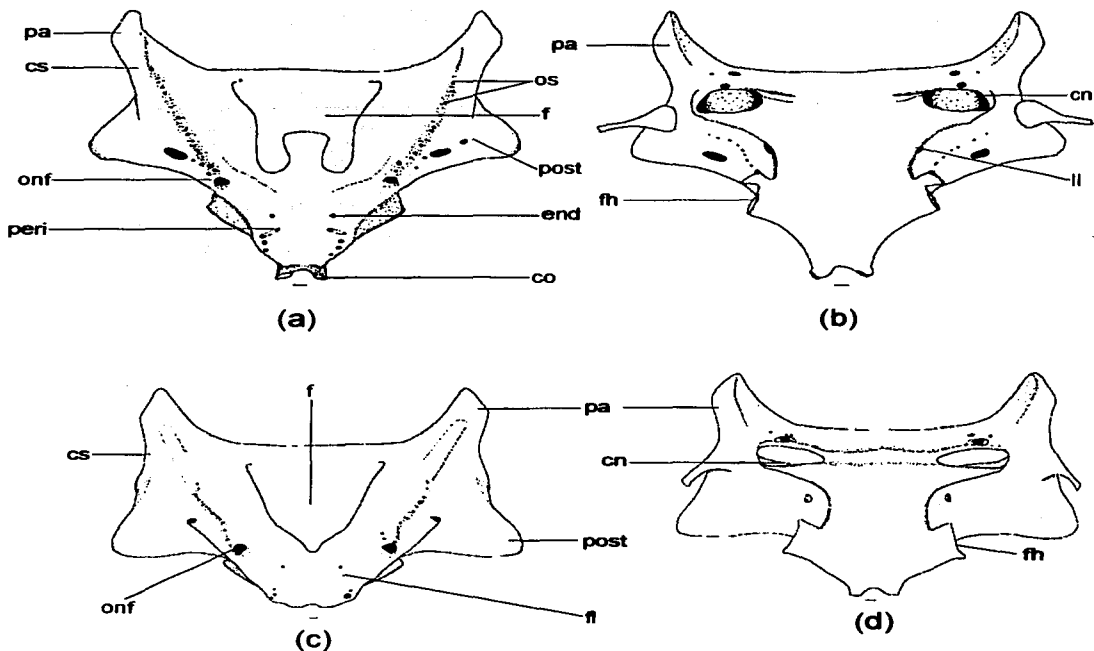 pa
cs
os
f
onf
post
peri
end
co
(a)
pa
cn
fh
ll
(b)
f
pa
cs
post
onf
fl
(c)
cn
fh
(d)